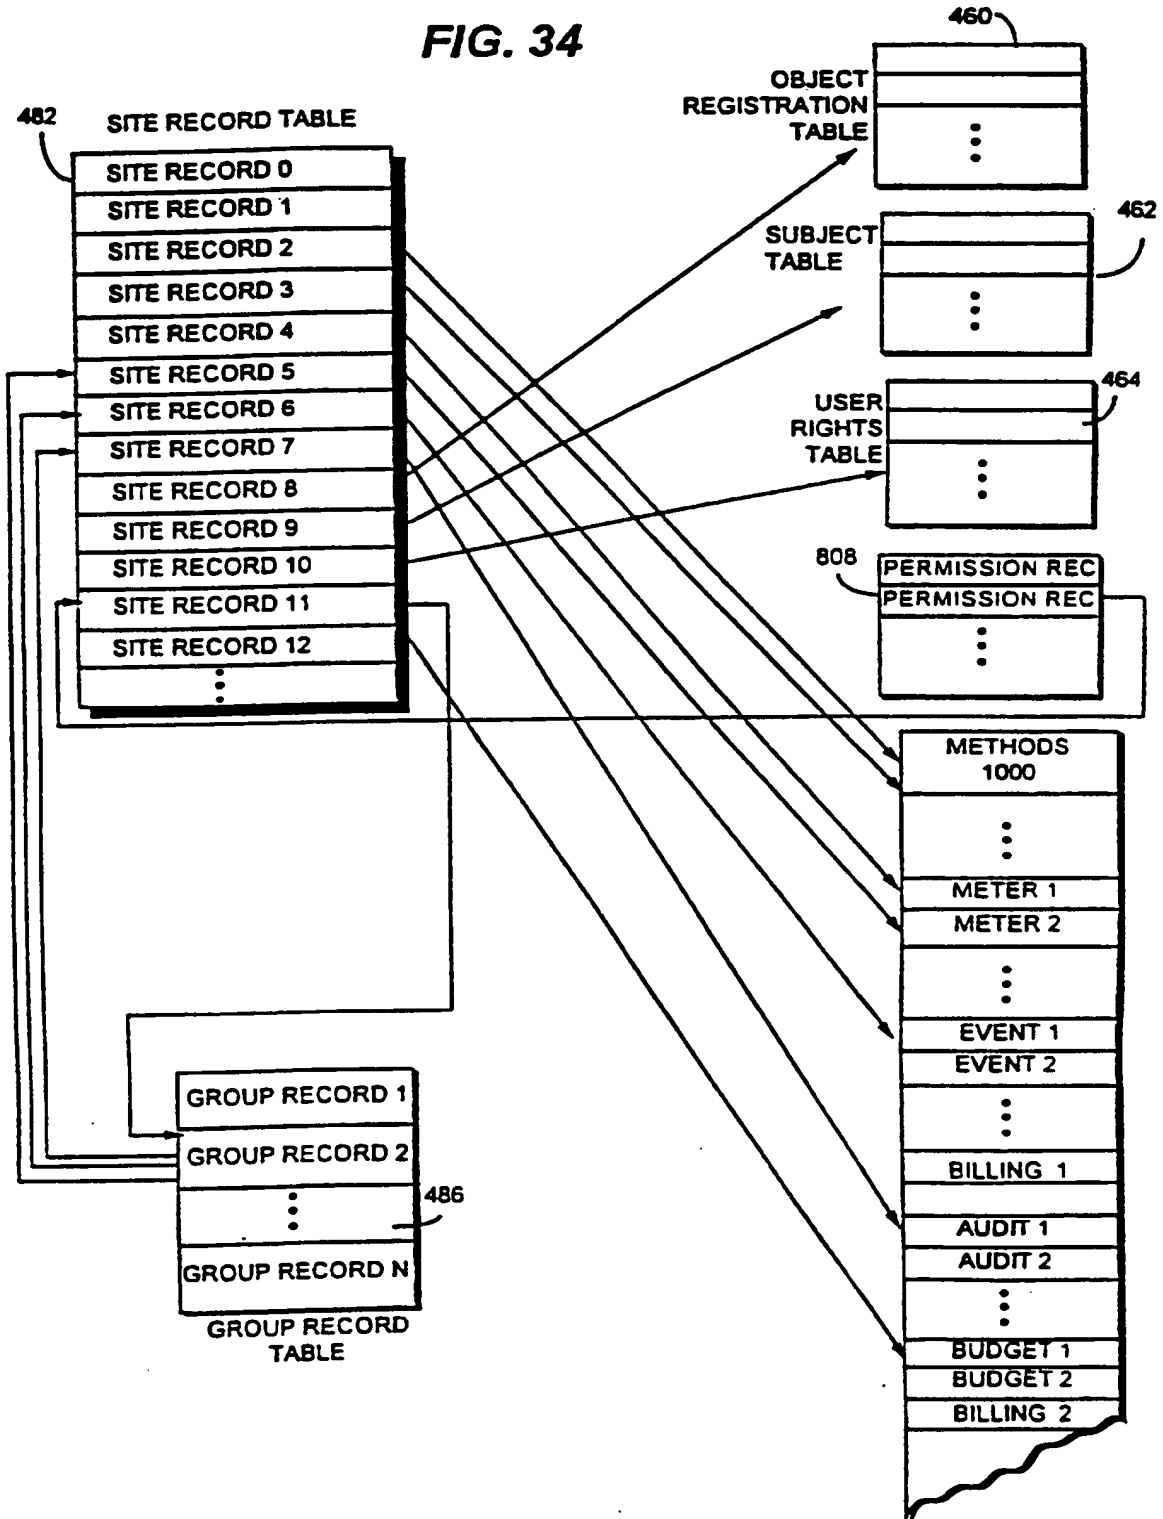 FIG. 34
460
OBJECT
REGISTRATION
TABLE
482
SITE RECORD TABLE
SITE RECORD 0
SITE RECORD 1
SITE RECORD 2
SITE RECORD 3
SITE RECORD 4
SITE RECORD 5
SITE RECORD 6
SITE RECORD 7
SITE RECORD 8
SITE RECORD 9
SITE RECORD 10
SITE RECORD 11
SITE RECORD 12
SUBJECT
TABLE
462
USER
RIGHTS
TABLE
464
808
PERMISSION REC
PERMISSION REC
METHODS
1000
METER 1
METER 2
EVENT 1
EVENT 2
BILLING 1
AUDIT 1
AUDIT 2
BUDGET 1
BUDGET 2
BILLING 2
GROUP RECORD 1
GROUP RECORD 2
486
GROUP RECORD N
GROUP RECORD
TABLE